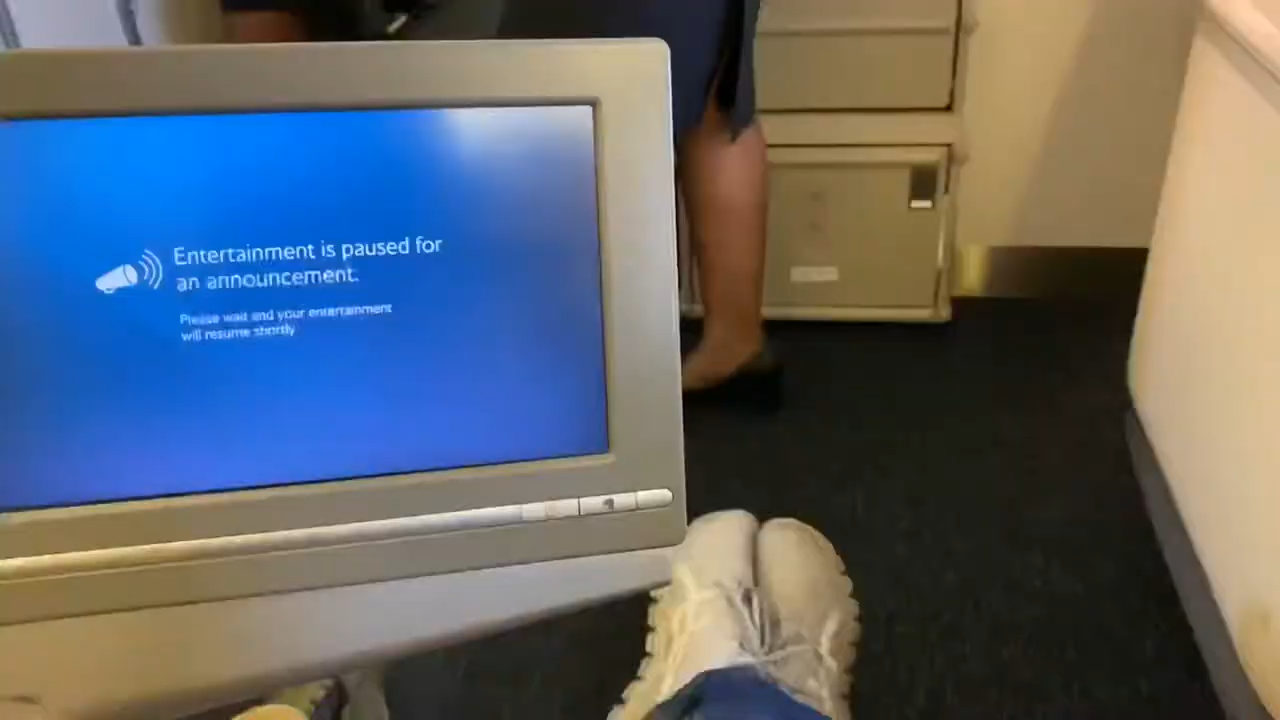 Entertainment is paused for
an announcement.
Please wait and your entertainment
will resume shortly